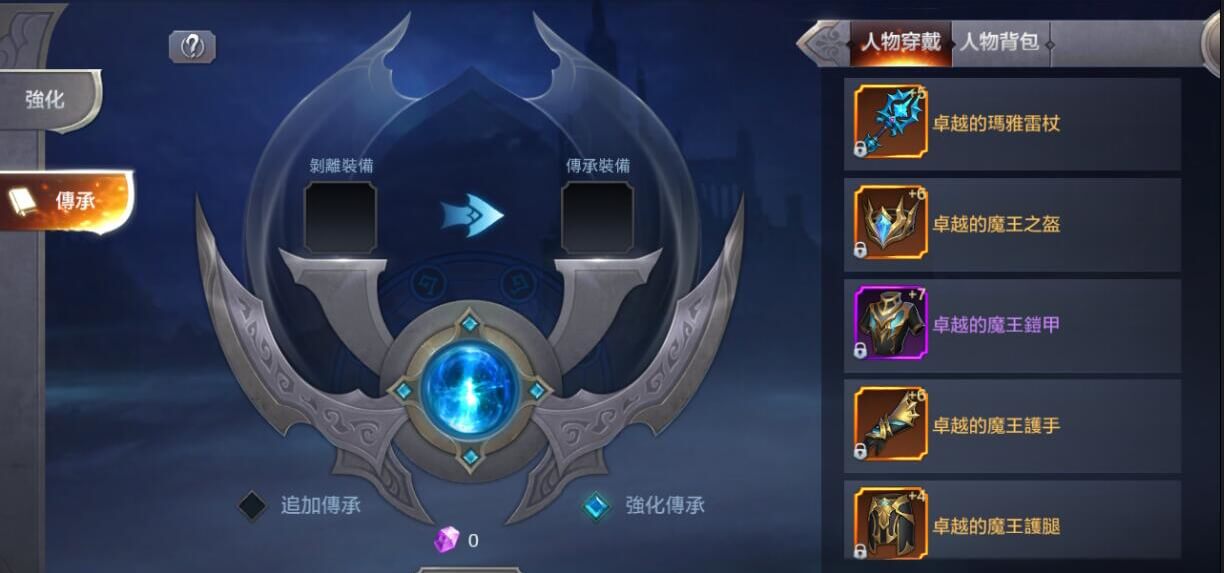 強化
傳承
剝離裝備
傳承裝備
追加傳承
強化傳承
0
人物穿戴
人物背包
+5
卓越的瑪雅雷杖
+6
卓越的魔王之盔
+7
卓越的魔王鎧甲
+6
卓越的魔王護手
+4
卓越的魔王護腿